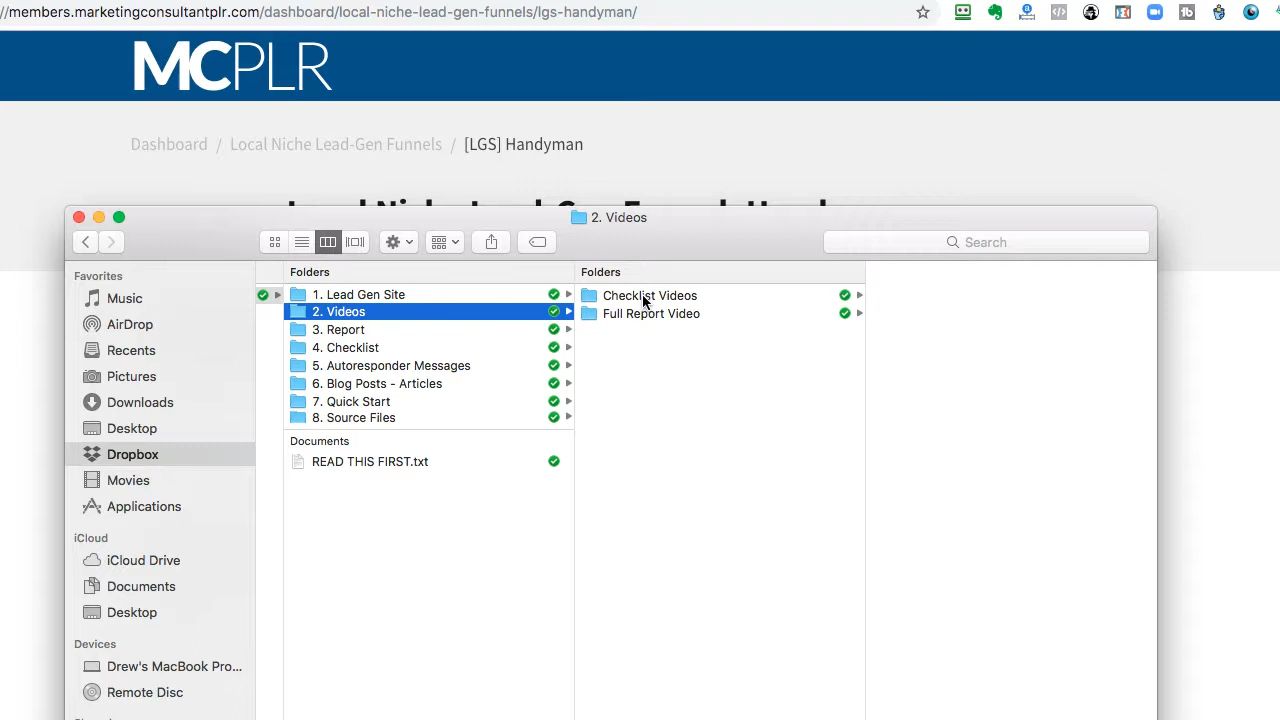 //members.marketingconsultantplr.com/dashboard/local-niche-lead-gen-funnels/lgs-handyman/
MCPLR
Dashboard / Local Niche Lead-Gen Funnels / [LGS] Handyman
2. Videos
Search
Favorites
Music
AirDrop
Recents
Pictures
Downloads
Desktop
Dropbox
Movies
Applications
iCloud
iCloud Drive
Documents
Desktop
Devices
Drew's MacBook Pro...
Remote Disc
Folders
1. Lead Gen Site
2. Videos
3. Report
4. Checklist
5. Autoresponder Messages
6. Blog Posts - Articles
7. Quick Start
8. Source Files
Documents
READ THIS FIRST.txt
Folders
Checklist Videos
Full Report Video